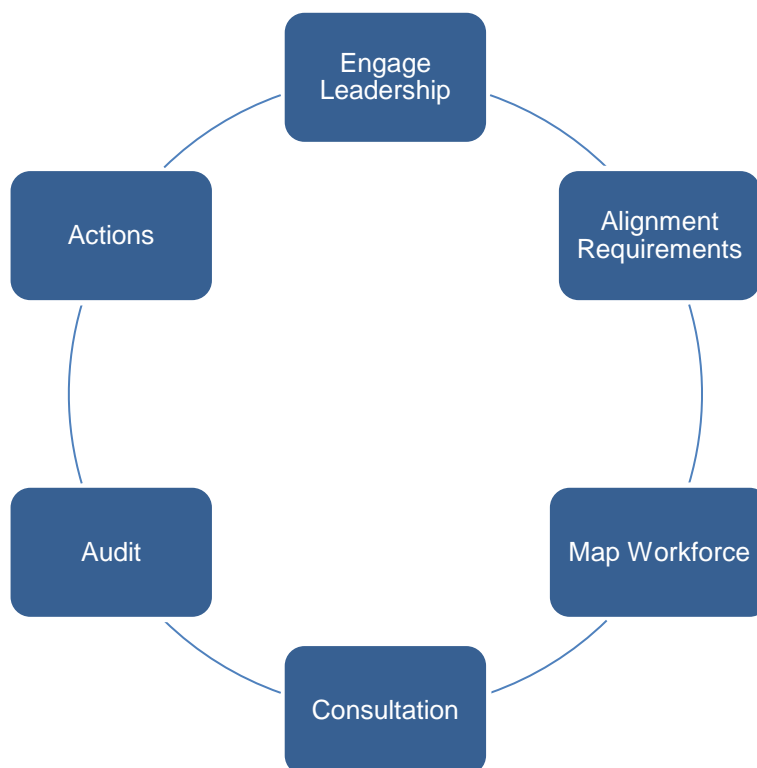 Engage
Leadership
Alignment
Requirements
Map Workforce
Consultation
Audit
Actions